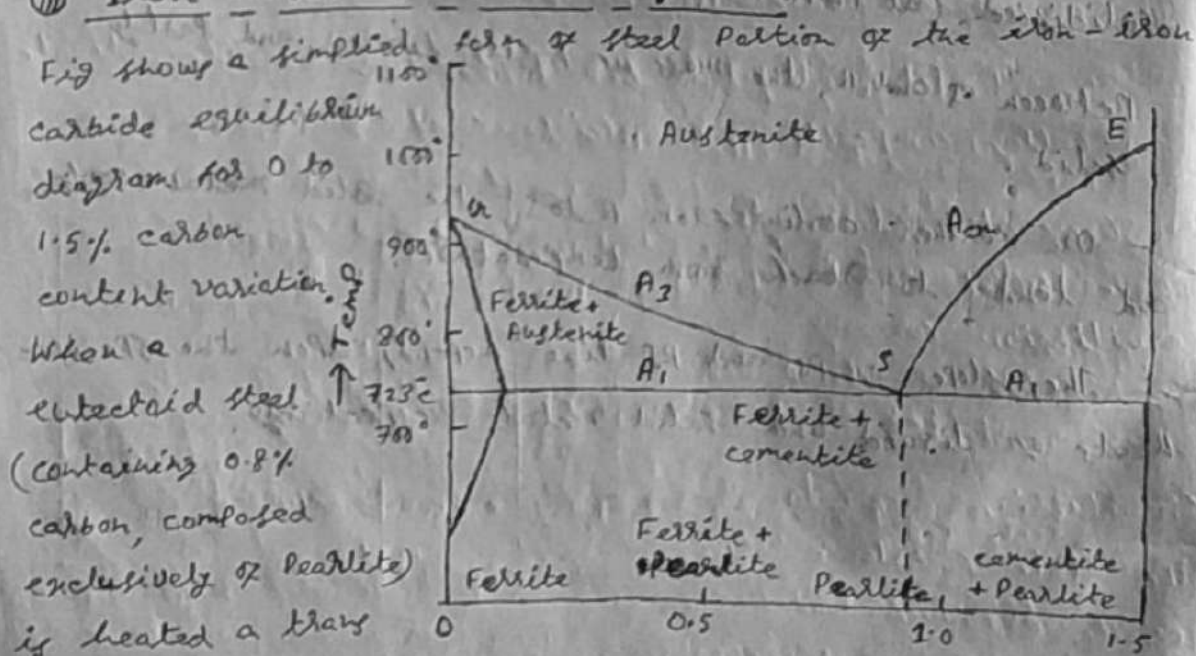 Fig shows a simplied form of steel Portion of the iron-iron
carbide equilibrium
diagram for 0 to
1.5% carbon
content variation.
When a
eutectoid steel
(containing 0.8%
carbon, composed
exclusively of Pearlite)
is heated a trans
1100°
1000°
900°
800°
723°C
700°
Temp
Austenite
E
G
Acm
A3
Ferrite +
Austenite
A1
S
A1
Ferrite +
cementite
Ferrite +
Pearlite
Ferrite
Pearlite
cementite
+ Pearlite
0
0.5
1.0
1.5